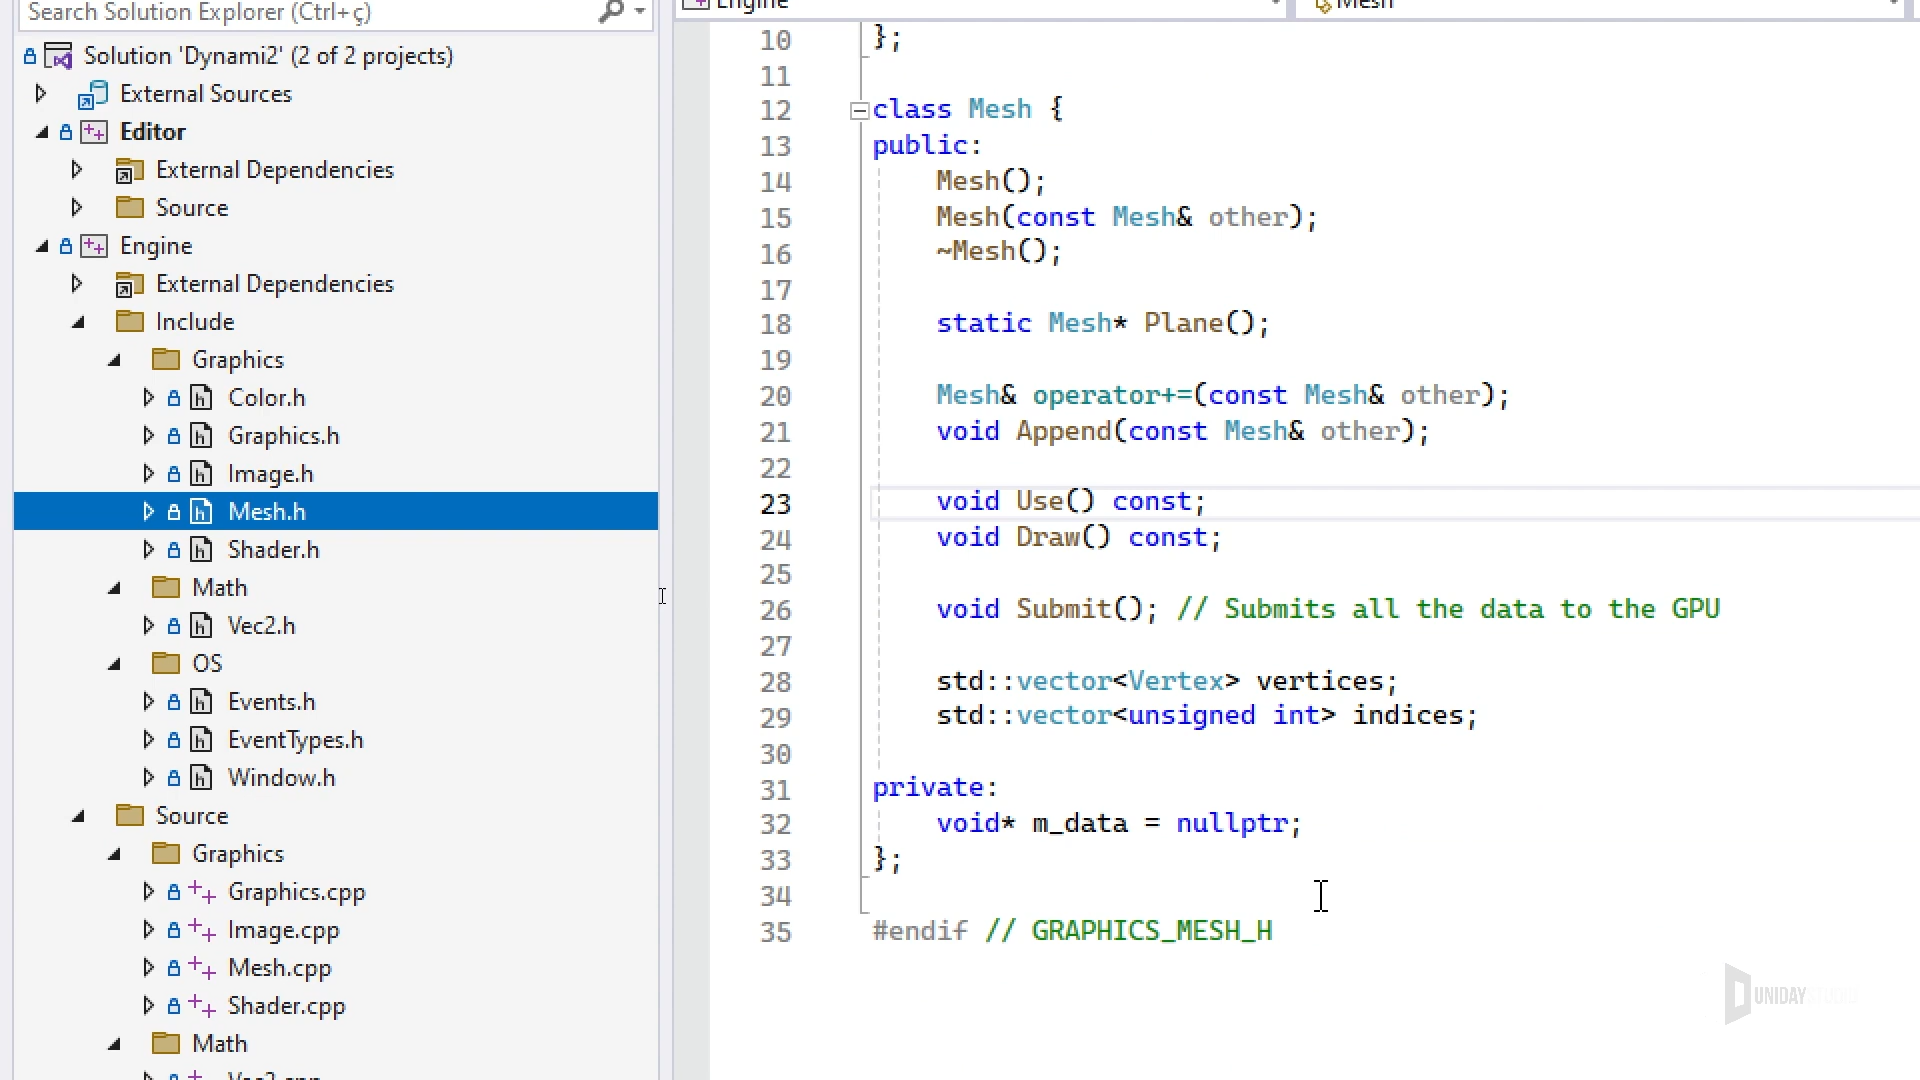 Search Solution Explorer (Ctrl+ç)
Solution 'Dynami2' (2 of 2 projects)
External Sources
Editor
External Dependencies
Source
Engine
External Dependencies
Include
Graphics
Color.h
Graphics.h
Image.h
Mesh.h
Shader.h
Math
Vec2.h
OS
Events.h
EventTypes.h
Window.h
Source
Graphics
Graphics.cpp
Image.cpp
Mesh.cpp
Shader.cpp
Math
Vec2.cpp
Engine
Mesh
10 };
11
12 class Mesh {
13 public:
14 Mesh();
15 Mesh(const Mesh& other);
16 ~Mesh();
17
18 static Mesh* Plane();
19
20 Mesh& operator+=(const Mesh& other);
21 void Append(const Mesh& other);
22
23 void Use() const;
24 void Draw() const;
25
26 void Submit(); // Submits all the data to the GPU
27
28 std::vector<Vertex> vertices;
29 std::vector<unsigned int> indices;
30
31 private:
32 void* m_data = nullptr;
33 };
34
35 #endif // GRAPHICS_MESH_H
UNIDAY